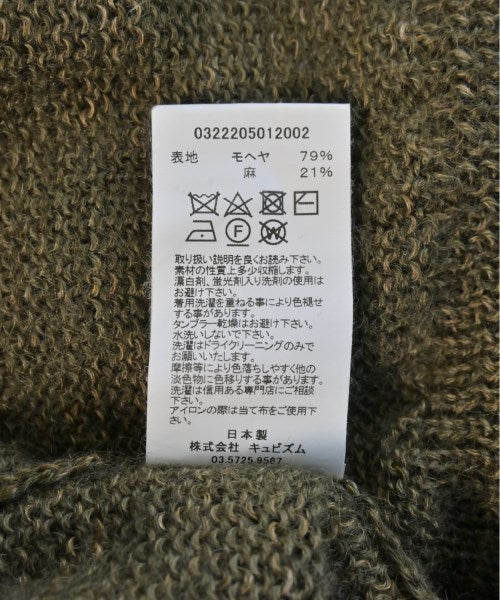 0322205012002
表地 モヘヤ 79%
麻 21%
F
W
取り扱い説明を良くお読み下さい。
素材の性質上多少収縮します。
漂白剤、蛍光剤入り洗剤の使用は
お避け下さい。
着用洗濯を重ねる事により色褪せ
する事があります。
タンブラー乾燥はお避け下さい。
水洗いしないで下さい。
洗濯はドライクリーニングのみで
お願いいたします。
摩擦等により色落ちしやすく他の
淡色物に色移りする事があります。
洗濯は信用ある専門店にご相談
下さい。
アイロンの際は当て布をご使用下
さい。
日本製
株式会社 キュビズム
03.5725.9587